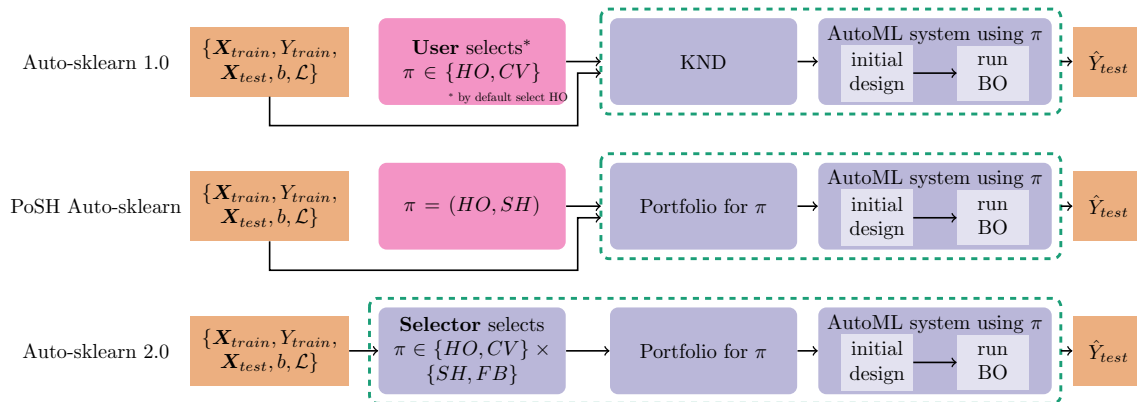 Auto-sklearn 1.0
{X_train, Y_train,
X_test, b, L}
User selects*
π ∈ {HO, CV}
* by default select HO
KND
AutoML system using π
initial
design
run
BO
Ŷ_test
PoSH Auto-sklearn
{X_train, Y_train,
X_test, b, L}
π = (HO, SH)
Portfolio for π
AutoML system using π
initial
design
run
BO
Ŷ_test
Auto-sklearn 2.0
{X_train, Y_train,
X_test, b, L}
Selector selects
π ∈ {HO, CV} ×
{SH, FB}
Portfolio for π
AutoML system using π
initial
design
run
BO
Ŷ_test